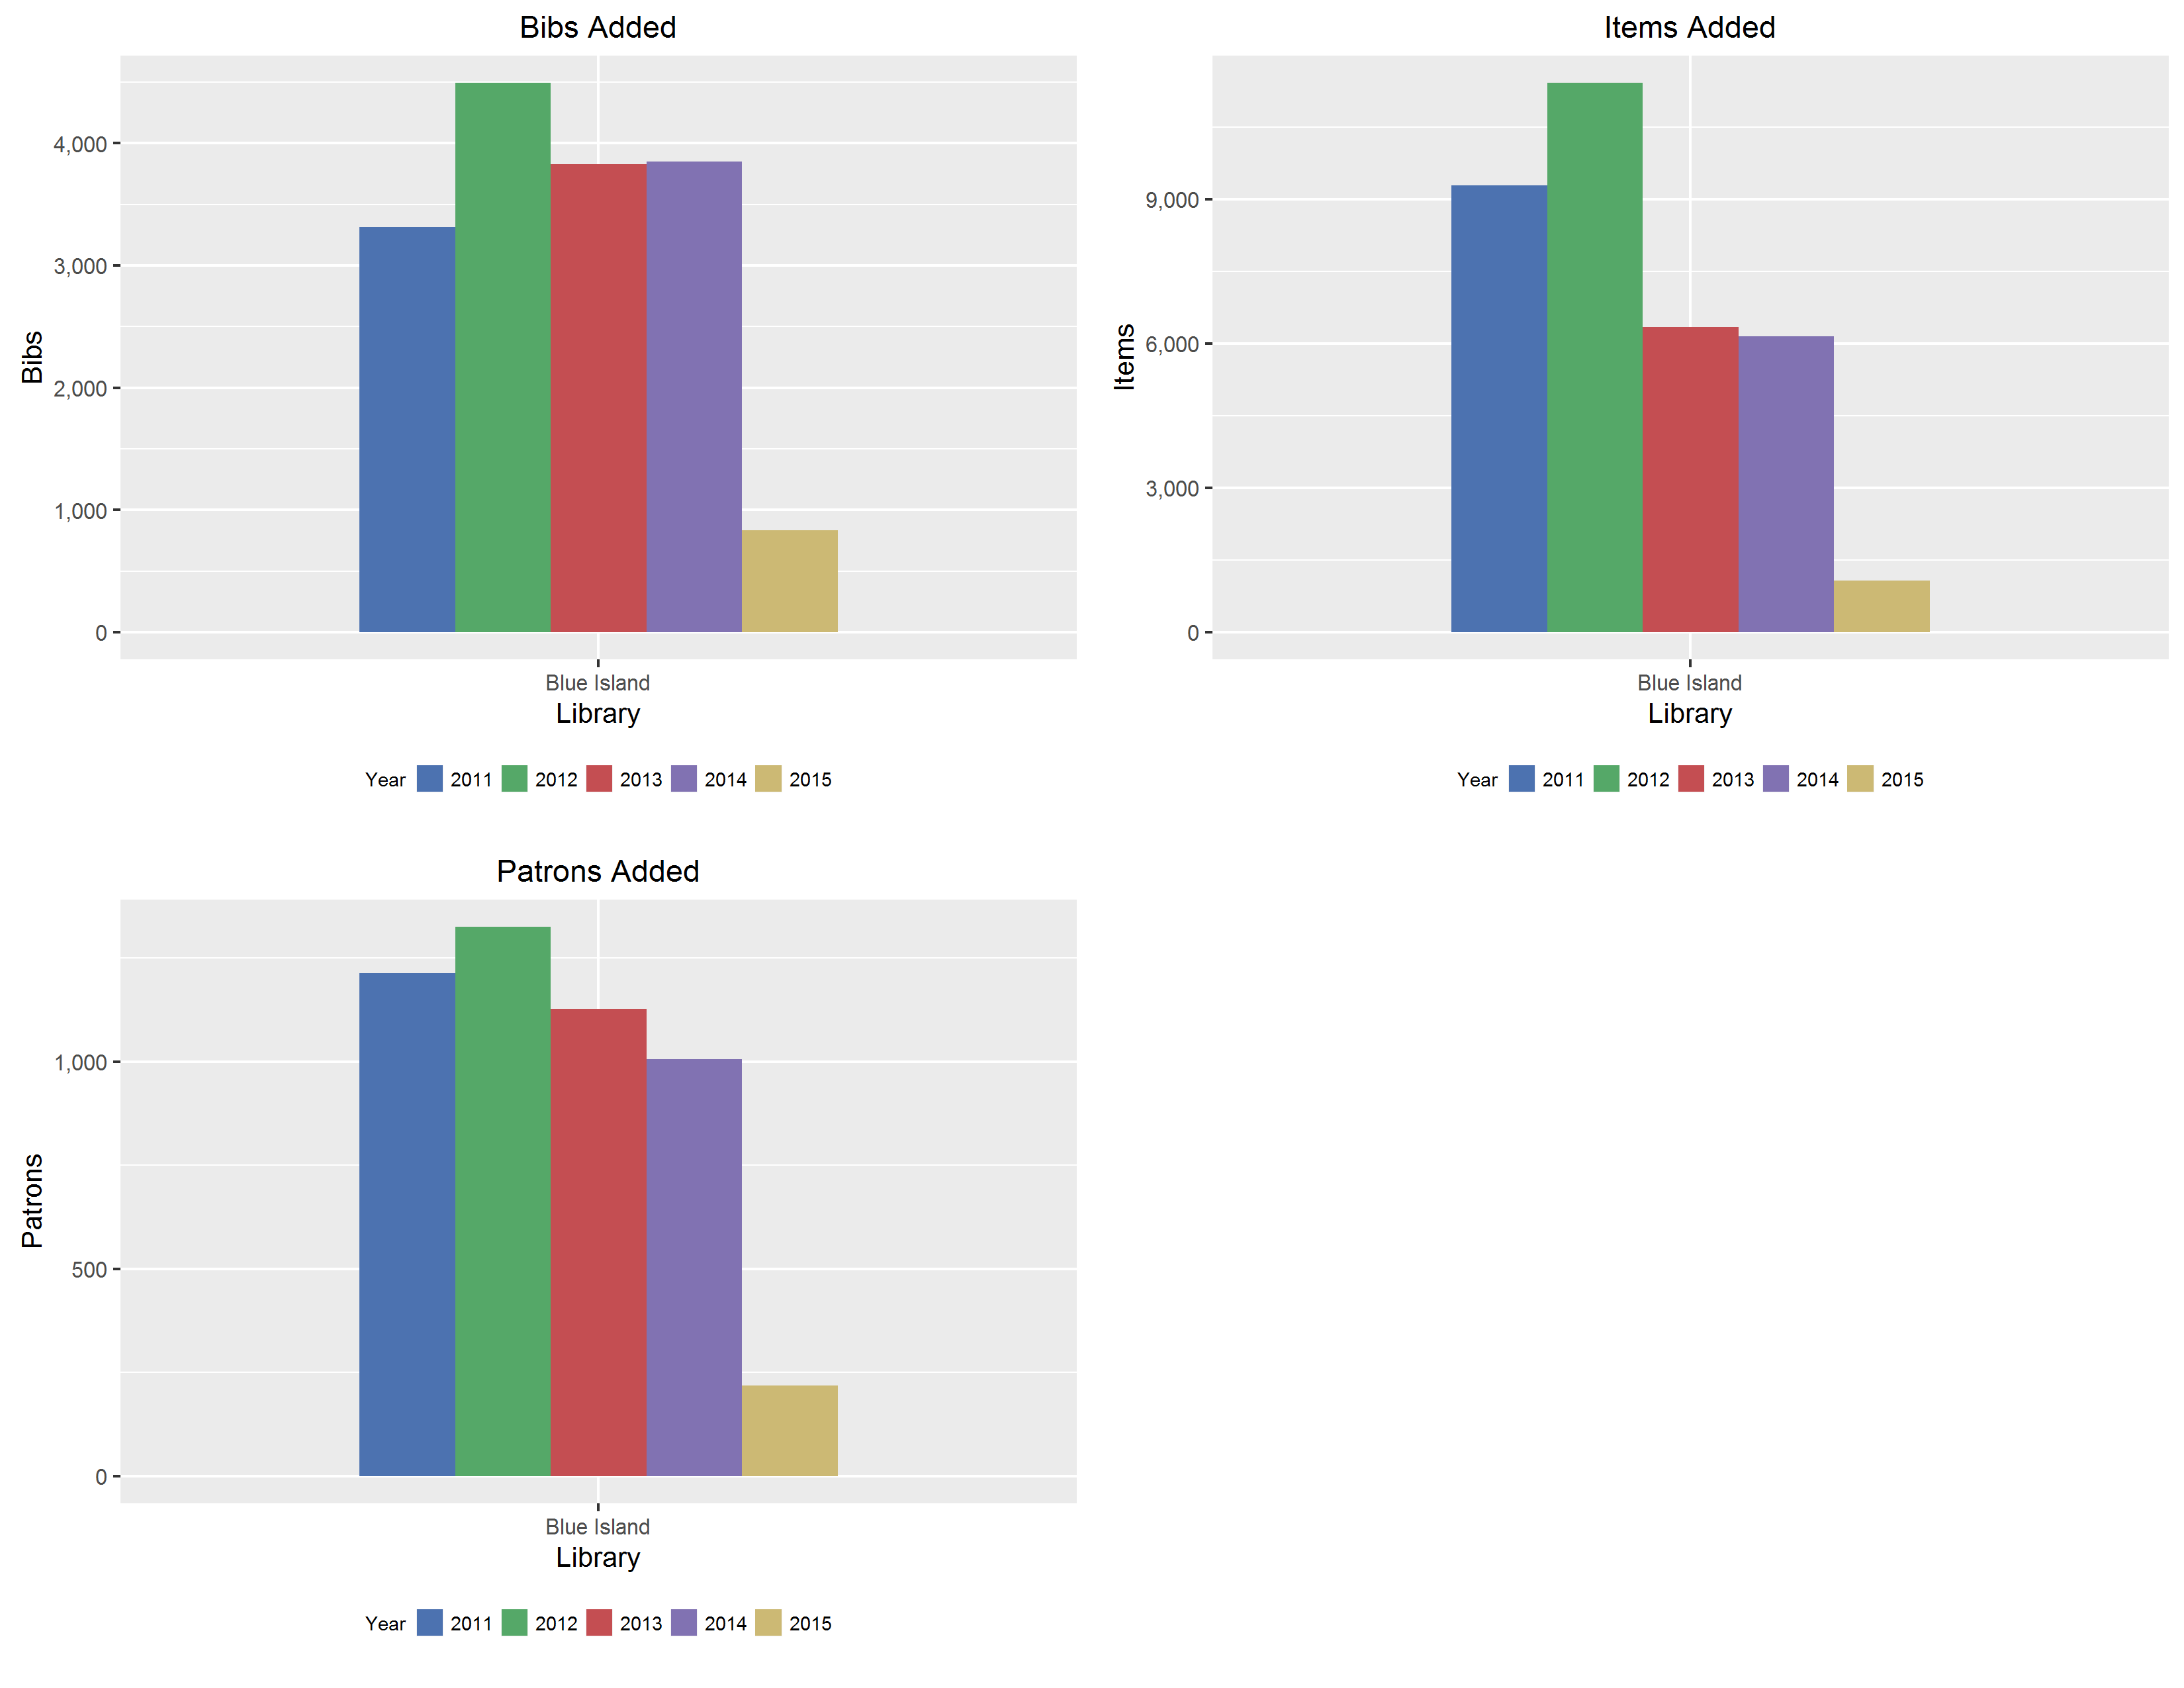 Bibs Added
Bibs
4,000
3,000
2,000
1,000
0
Blue Island
Library
Year 2011 2012 2013 2014 2015
Items Added
Items
9,000
6,000
3,000
0
Blue Island
Library
Year 2011 2012 2013 2014 2015
Patrons Added
Patrons
1,000
500
0
Blue Island
Library
Year 2011 2012 2013 2014 2015